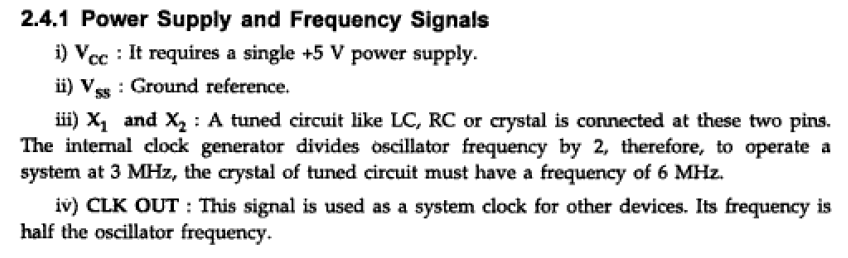 2.4.1 Power Supply and Frequency Signals
i) VCC : It requires a single +5 V power supply.
ii) VSS : Ground reference.
iii) X1 and X2 : A tuned circuit like LC, RC or crystal is connected at these two pins.
The internal clock generator divides oscillator frequency by 2, therefore, to operate a
system at 3 MHz, the crystal of tuned circuit must have a frequency of 6 MHz.
iv) CLK OUT : This signal is used as a system clock for other devices. Its frequency is
half the oscillator frequency.